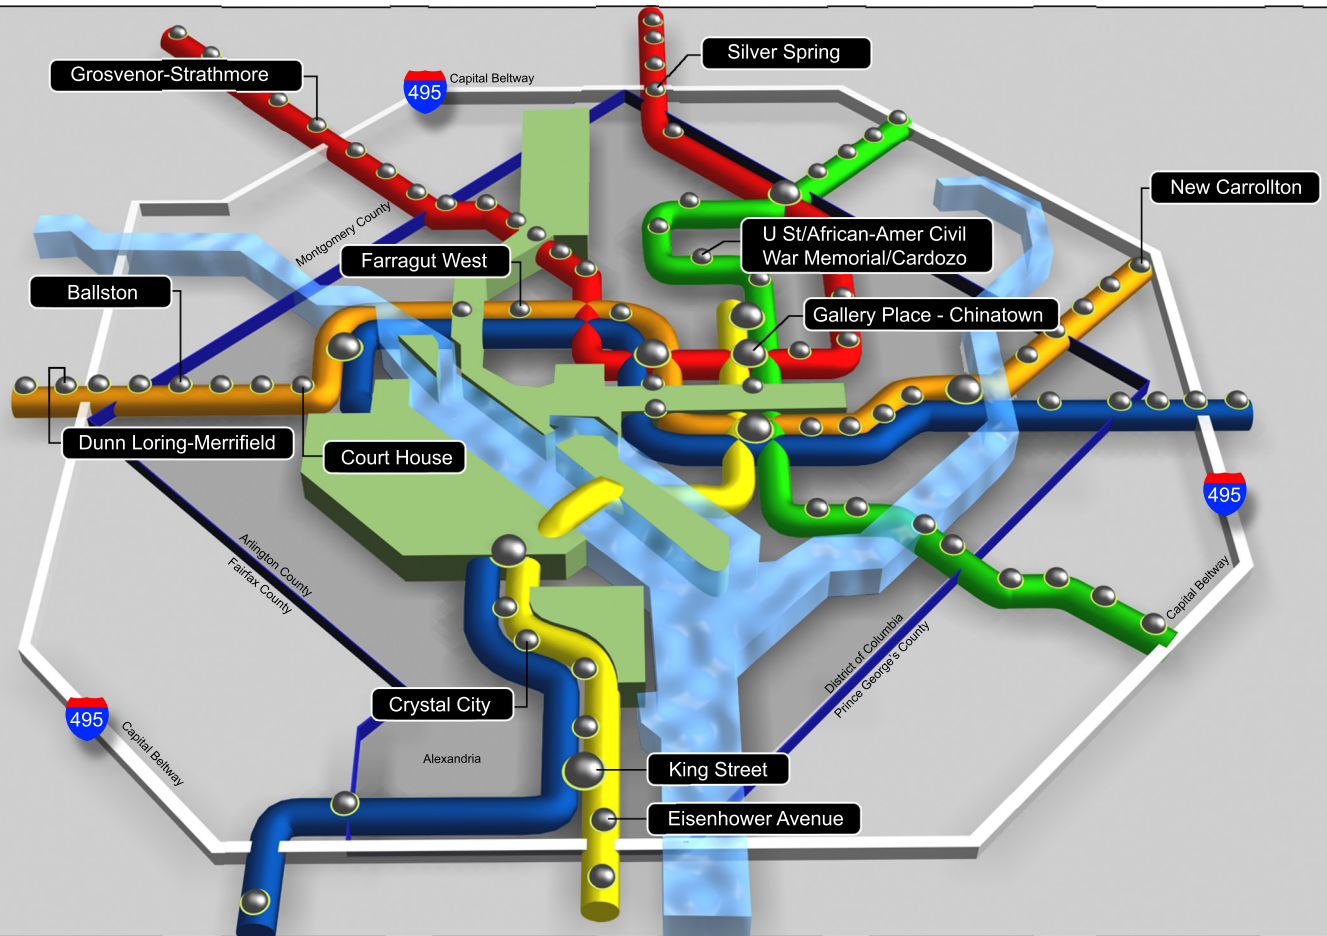 Silver Spring
Grosvenor-Strathmore
Capital Beltway
495
New Carrollton
Montgomery County
U St/African-Amer Civil
War Memorial/Cardozo
Farragut West
Ballston
Gallery Place - Chinatown
Dunn Loring-Merrifield
Court House
495
Arlington County
Fairfax County
Capital Beltway
District of Columbia
Prince George's County
Crystal City
495
Capital Beltway
Alexandria
King Street
Eisenhower Avenue